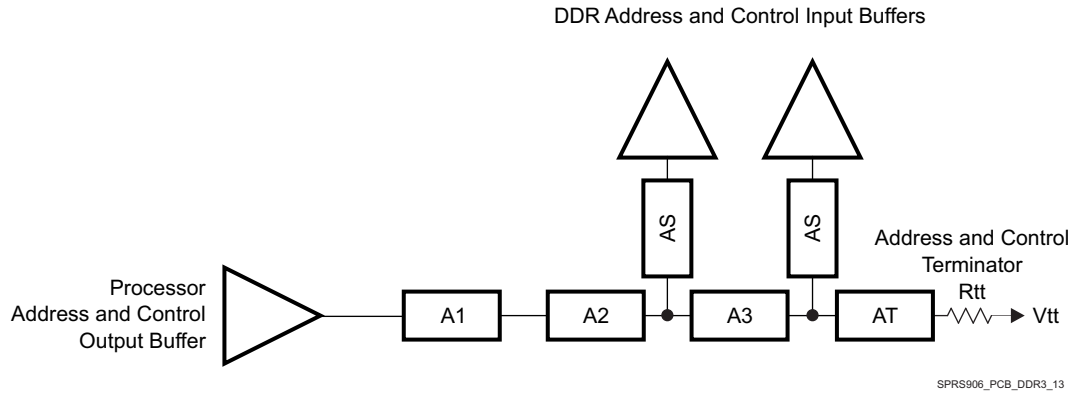 DDR Address and Control Input Buffers
AS
AS
Address and Control
Terminator
Rtt
Processor
Address and Control
Output Buffer
A1
A2
A3
AT
Vtt
SPRS906_PCB_DDR3_13